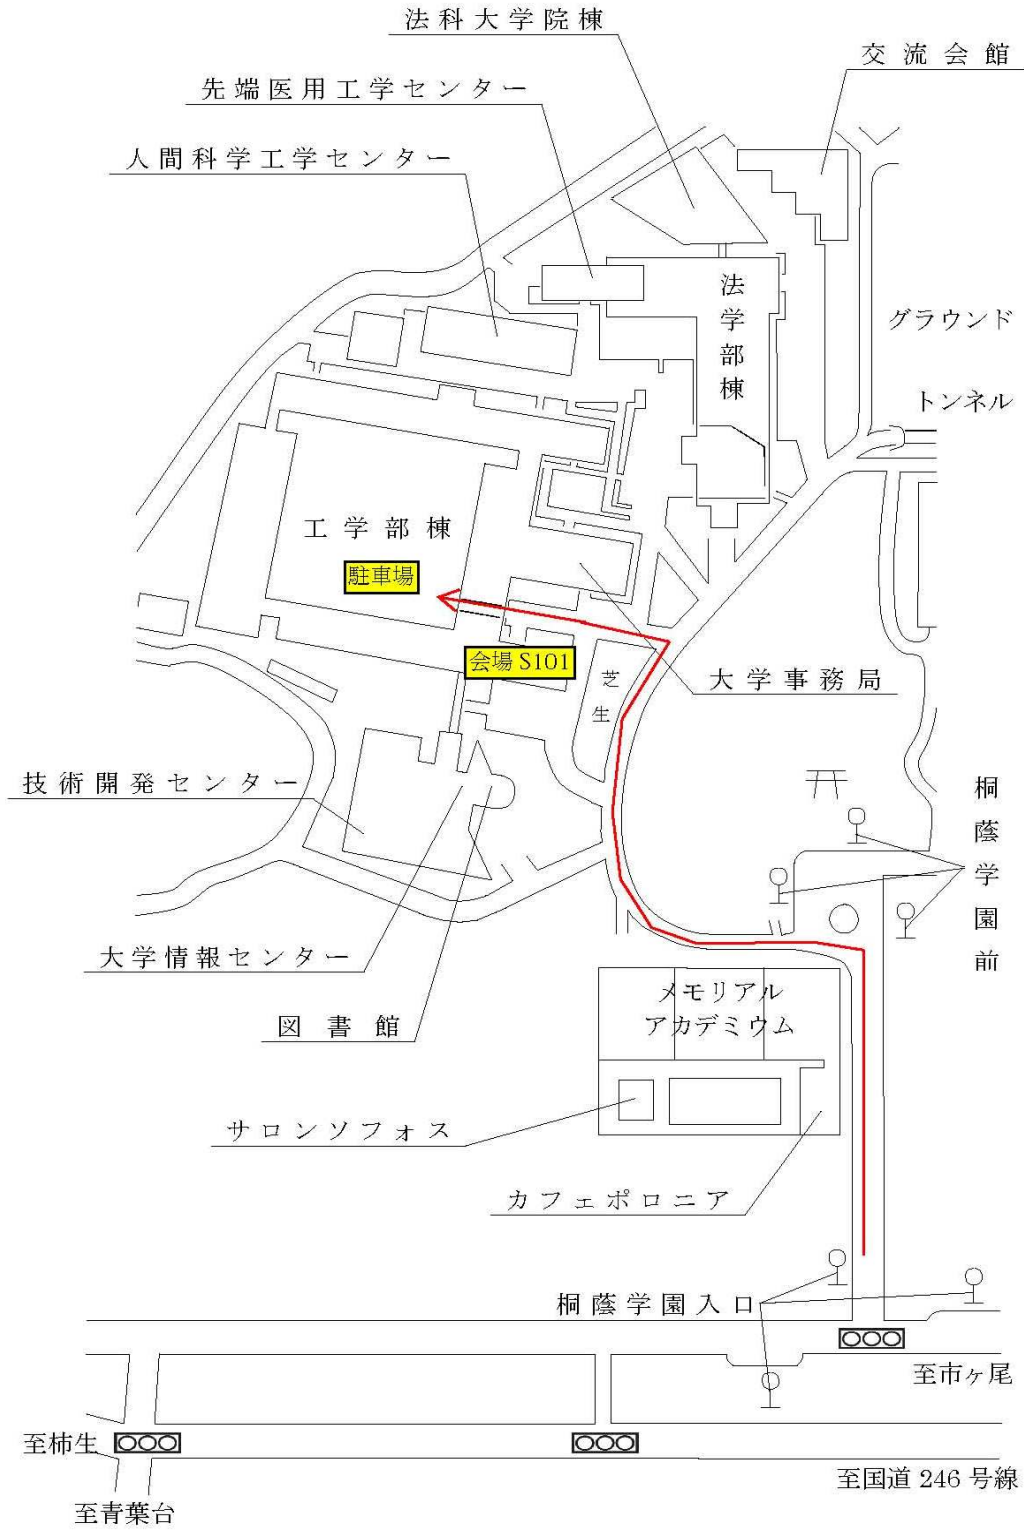 法科大学院棟
交流会館
先端医用工学センター
人間科学工学センター
法学部棟
グラウンド
トンネル
工学部棟
駐車場
会場 S101
芝生
大学事務局
技術開発センター
桐蔭学園前
大学情報センター
図書館
メモリアル
アカデミウム
サロンソフォス
カフェポロニア
桐蔭学園入口
至市ヶ尾
至柿生
至国道 246 号線
至青葉台